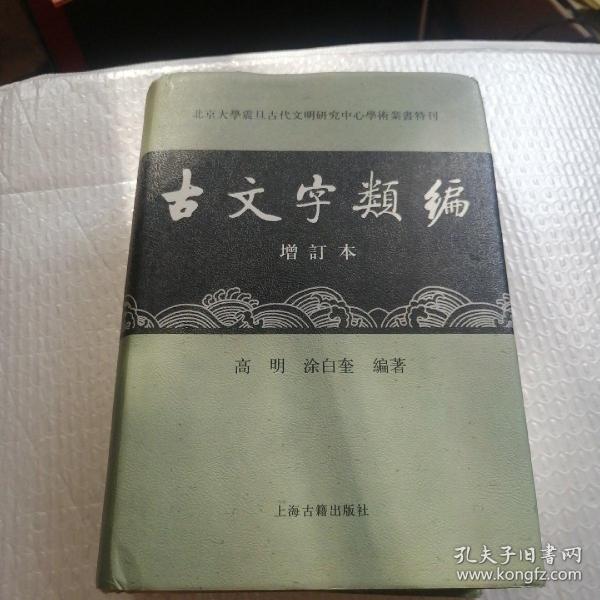 北京大學震旦古代文明研究中心學術叢書特刊
古文字類編
增訂本
高 明 涂白奎 編著
上海古籍出版社
孔夫子旧书网
www.kongfz.com